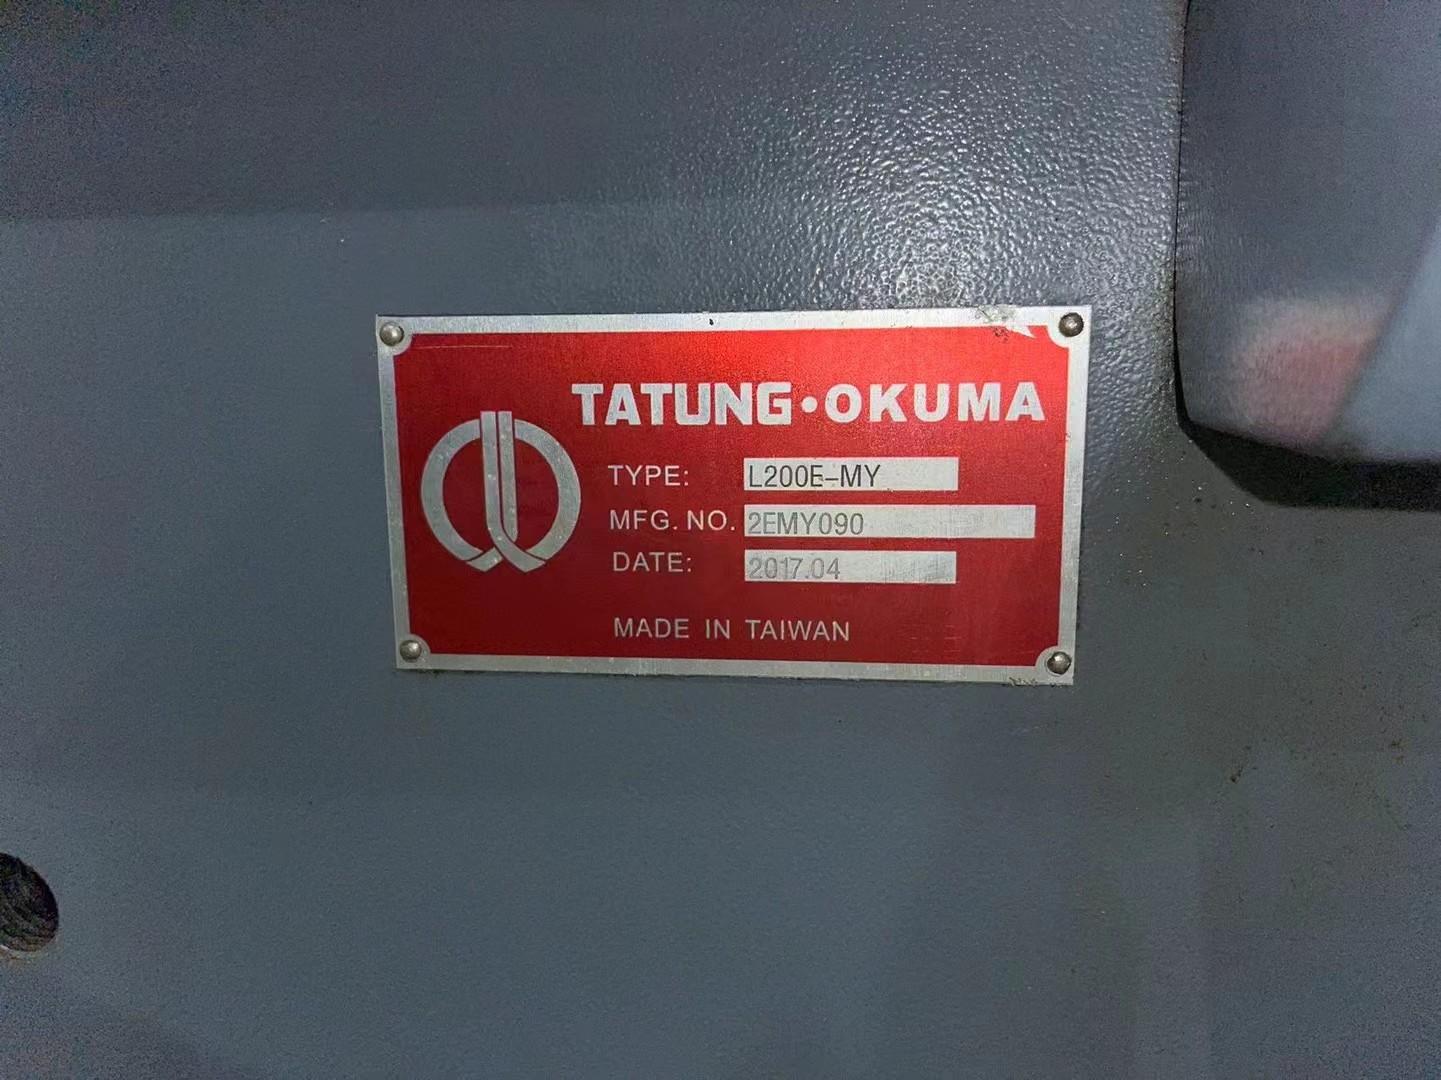 TATUNG•OKUMA
TYPE: L200E-MY
MFG. NO. 2EMY090
DATE: 2017.04
MADE IN TAIWAN